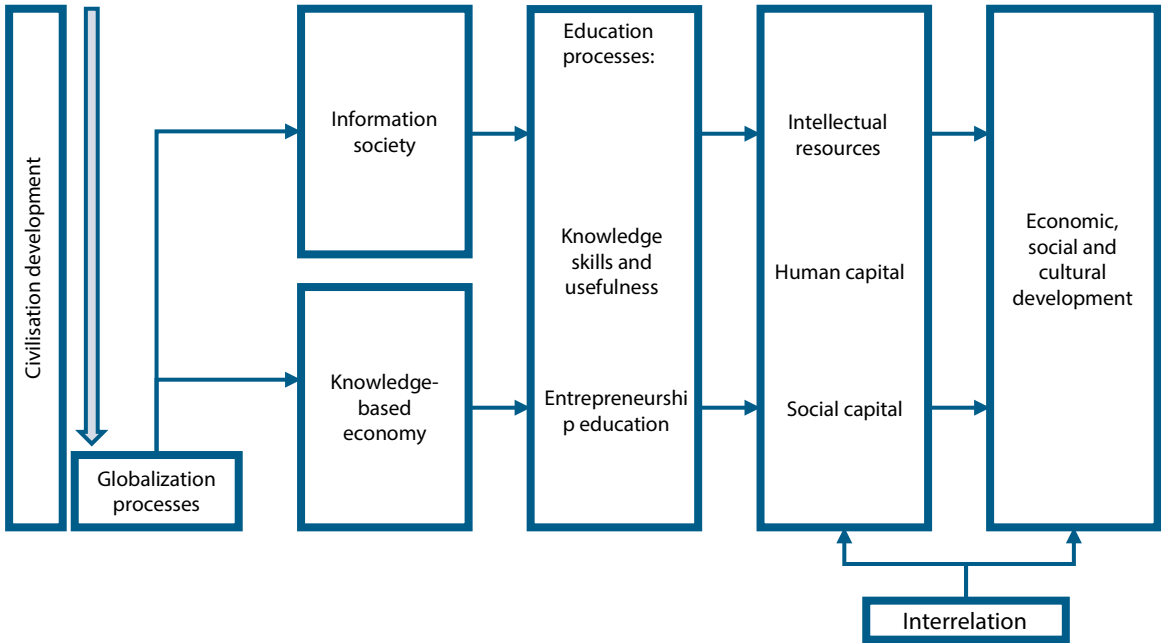 Civilisation development
Globalization
processes
Information
society
Knowledge-
based
economy
Education
processes:
Knowledge
skills and
usefulness
Entrepreneurshi
p education
Intellectual
resources
Human capital
Social capital
Economic,
social and
cultural
development
Interrelation